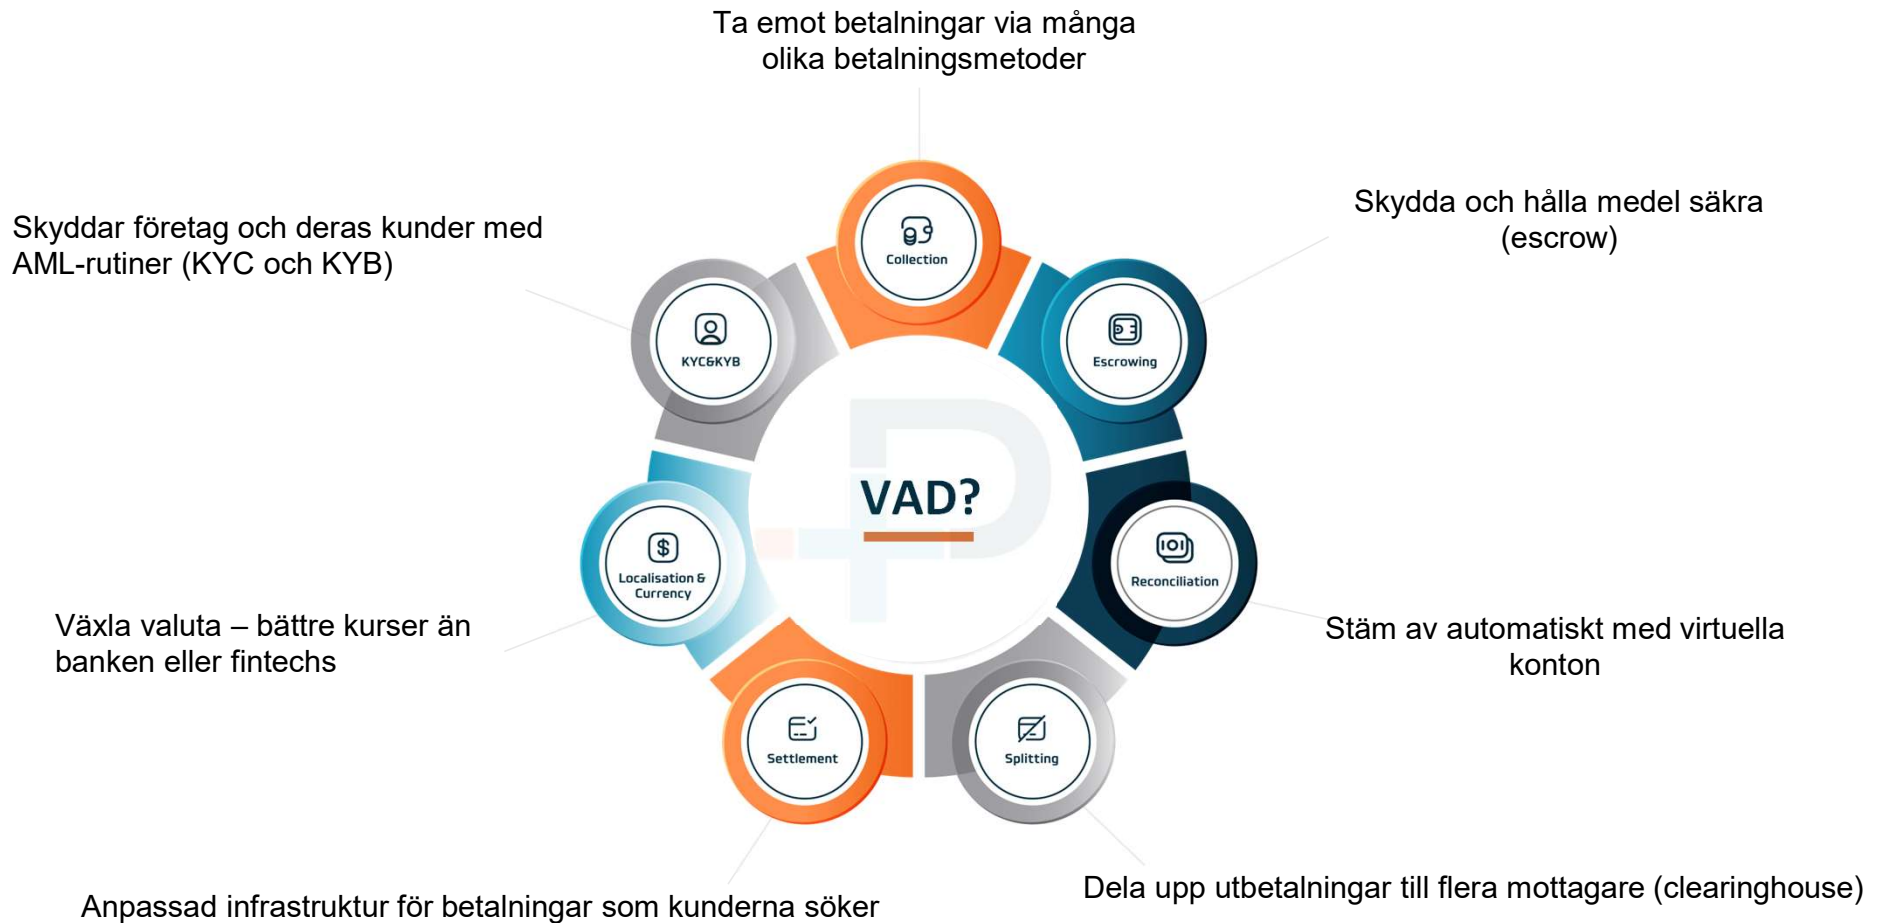 Ta emot betalningar via många
olika betalningsmetoder
Skydda och hålla medel säkra
(escrow)
Skyddar företag och deras kunder med
AML-rutiner (KYC och KYB)
Collection
Escrowing
KYC&KYB
VAD?
Localisation &
Currency
Reconciliation
Växla valuta – bättre kurser än
banken eller fintechs
Stäm av automatiskt med virtuella
konton
Settlement
Splitting
Dela upp utbetalningar till flera mottagare (clearinghouse)
Anpassad infrastruktur för betalningar som kunderna söker